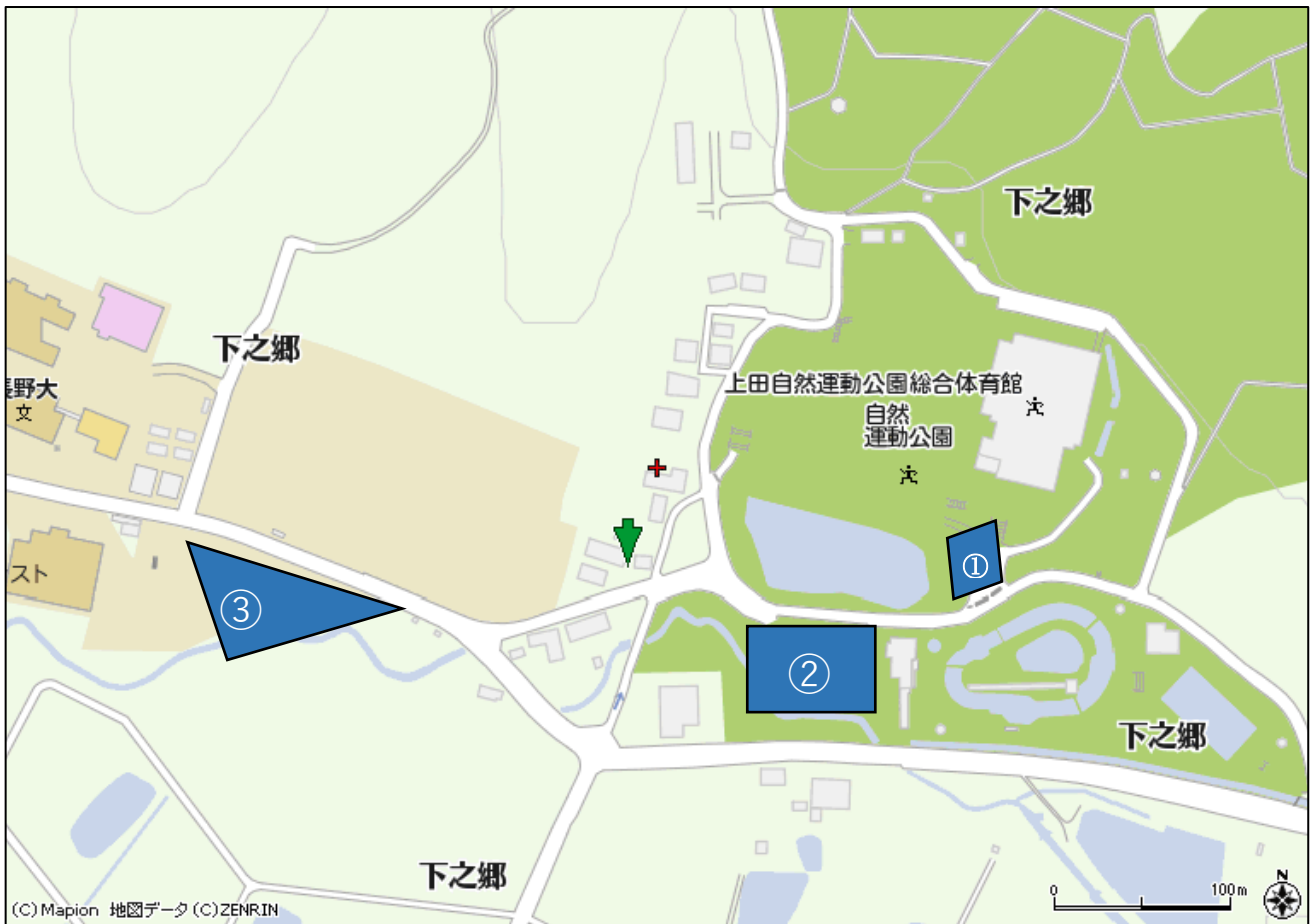 下之郷
下之郷
長野大
文
上田自然運動公園総合体育館
自然
運動公園
スト
①
③
②
下之郷
下之郷
0
100m
N
(C)Mapion 地図データ(C)ZENRIN